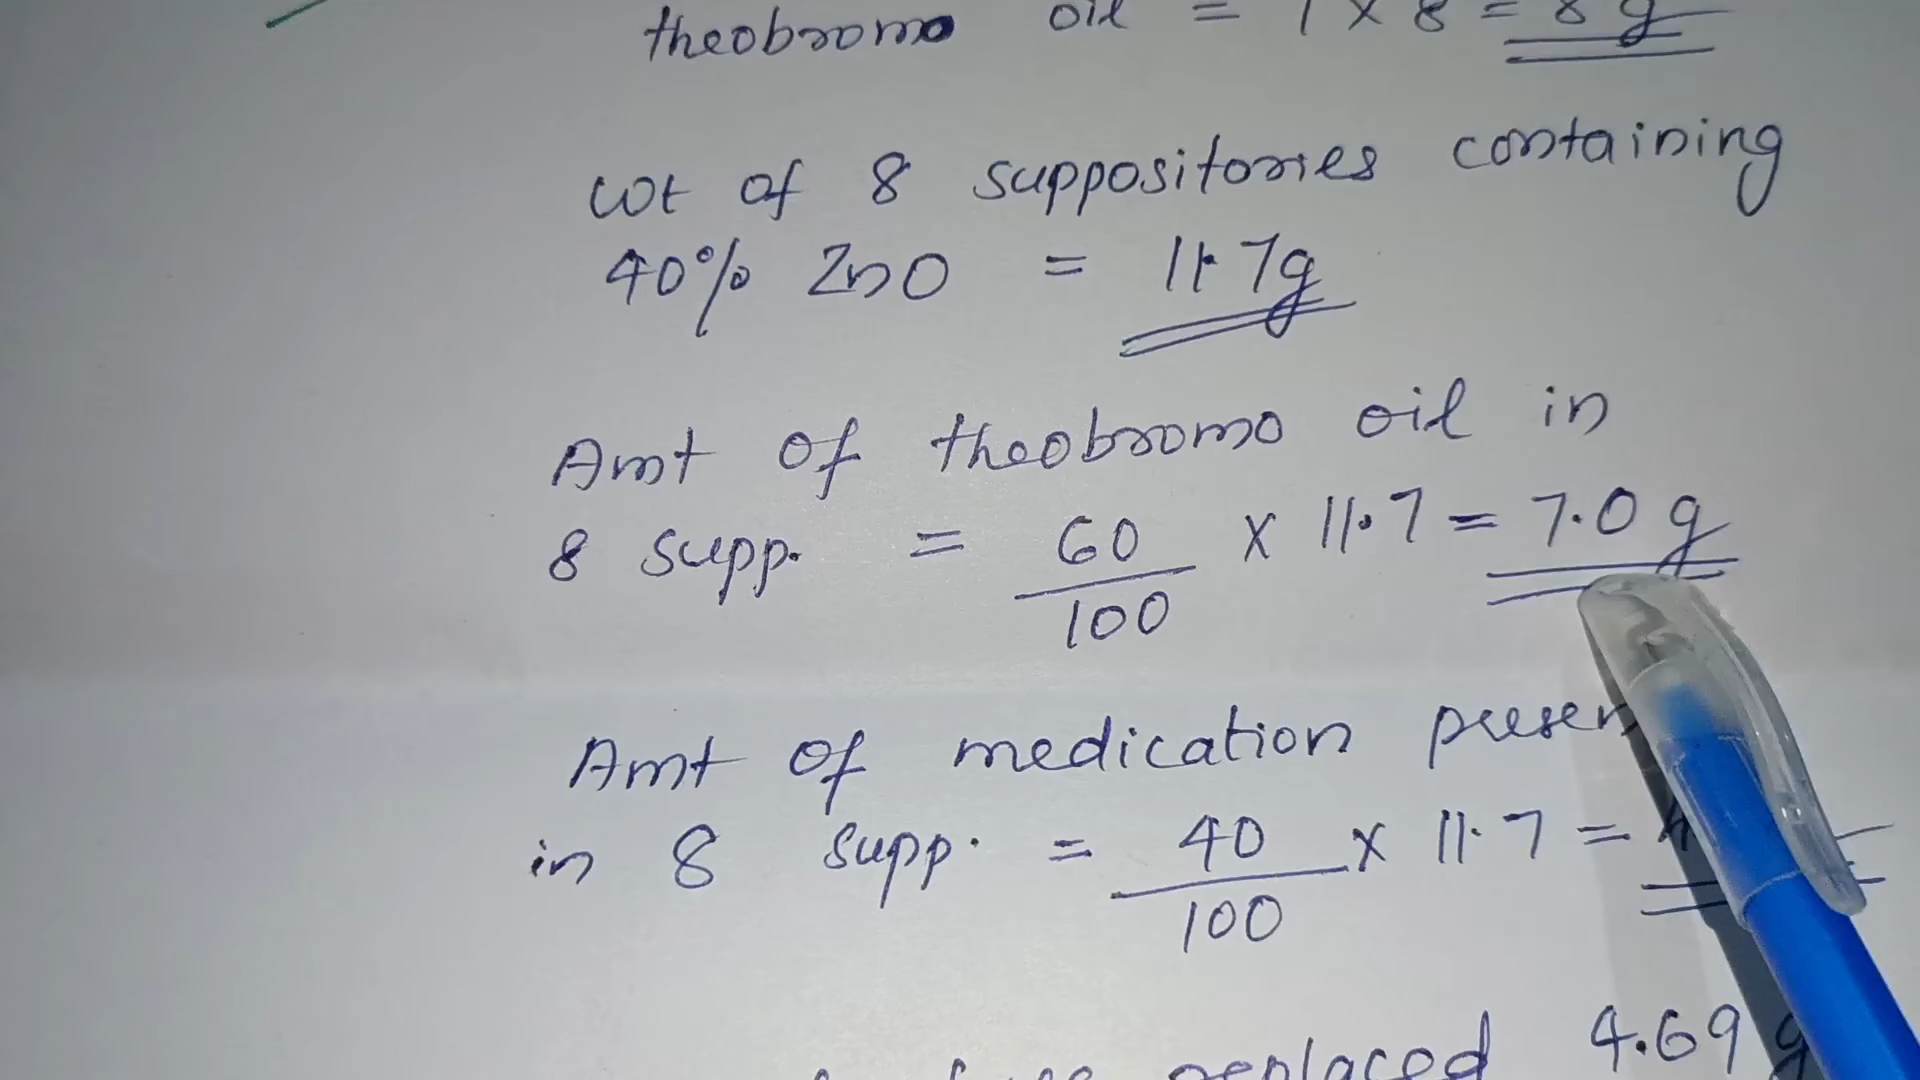 theobromo oil = 1 x 8 = 8 g
Wt of 8 suppositories containing
40% ZnO = 11.7g
Amt of theobromo oil in
8 supp. = 60/100 x 11.7 = 7.0 g
Amt of medication
in 8 supp. = 40/100 x 11.7 =
replaced 4.69